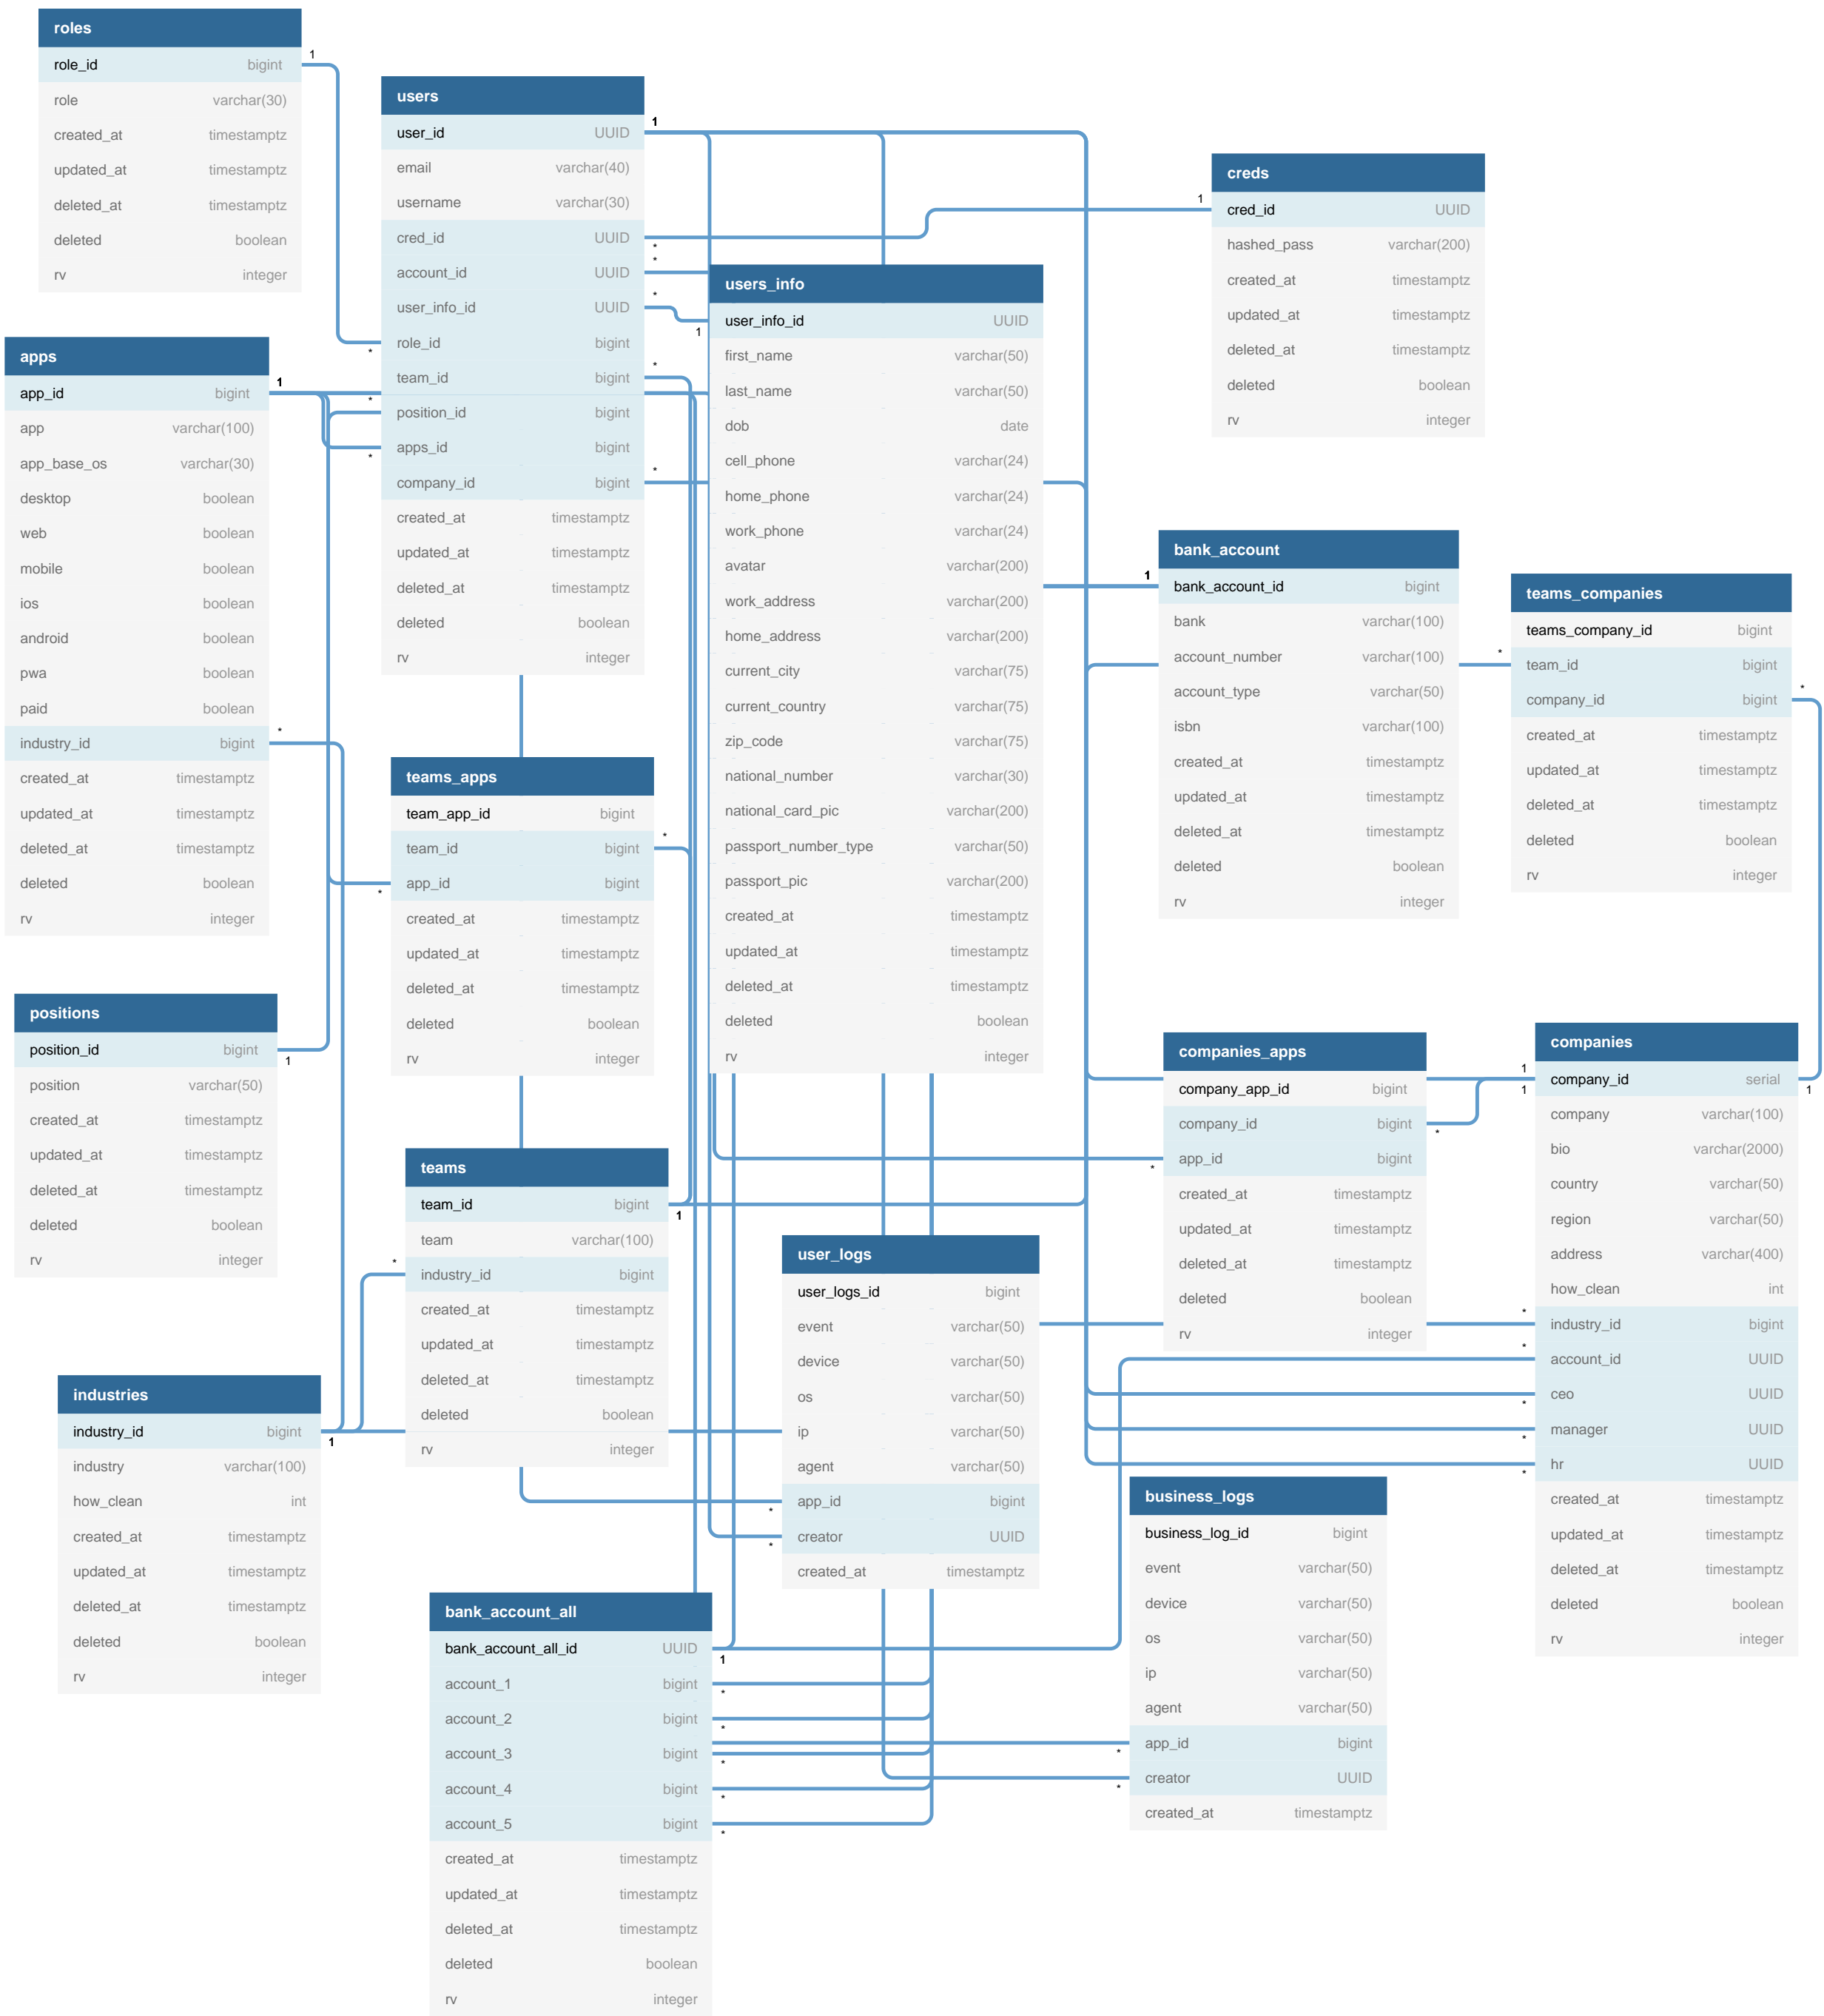 roles
role_id bigint
role varchar(30)
created_at timestamptz
updated_at timestamptz
deleted_at timestamptz
deleted boolean
rv integer
1
users
user_id UUID
email varchar(40)
username varchar(30)
cred_id UUID
account_id UUID
user_info_id UUID
role_id bigint
team_id bigint
position_id bigint
apps_id bigint
company_id bigint
created_at timestamptz
updated_at timestamptz
deleted_at timestamptz
deleted boolean
rv integer
1
*
*
*
*
*
*
*
*
creds
cred_id UUID
hashed_pass varchar(200)
created_at timestamptz
updated_at timestamptz
deleted_at timestamptz
deleted boolean
rv integer
1
users_info
user_info_id UUID
first_name varchar(50)
last_name varchar(50)
dob date
cell_phone varchar(24)
home_phone varchar(24)
work_phone varchar(24)
avatar varchar(200)
work_address varchar(200)
home_address varchar(200)
current_city varchar(75)
current_country varchar(75)
zip_code varchar(75)
national_number varchar(30)
national_card_pic varchar(200)
passport_number_type varchar(50)
passport_pic varchar(200)
created_at timestamptz
updated_at timestamptz
deleted_at timestamptz
deleted boolean
rv integer
1
apps
app_id bigint
app varchar(100)
app_base_os varchar(30)
desktop boolean
web boolean
mobile boolean
ios boolean
android boolean
pwa boolean
paid boolean
industry_id bigint
created_at timestamptz
updated_at timestamptz
deleted_at timestamptz
deleted boolean
rv integer
1
*
bank_account
bank_account_id bigint
bank varchar(100)
account_number varchar(100)
account_type varchar(50)
isbn varchar(100)
created_at timestamptz
updated_at timestamptz
deleted_at timestamptz
deleted boolean
rv integer
1
teams_companies
teams_company_id bigint
team_id bigint
company_id bigint
created_at timestamptz
updated_at timestamptz
deleted_at timestamptz
deleted boolean
rv integer
*
*
teams_apps
team_app_id bigint
team_id bigint
app_id bigint
created_at timestamptz
updated_at timestamptz
deleted_at timestamptz
deleted boolean
rv integer
*
*
positions
position_id bigint
position varchar(50)
created_at timestamptz
updated_at timestamptz
deleted_at timestamptz
deleted boolean
rv integer
1
companies_apps
company_app_id bigint
company_id bigint
app_id bigint
created_at timestamptz
updated_at timestamptz
deleted_at timestamptz
deleted boolean
rv integer
*
*
companies
company_id serial
company varchar(100)
bio varchar(2000)
country varchar(50)
region varchar(50)
address varchar(400)
how_clean int
industry_id bigint
account_id UUID
ceo UUID
manager UUID
hr UUID
created_at timestamptz
updated_at timestamptz
deleted_at timestamptz
deleted boolean
rv integer
1
1
1
*
*
*
*
*
teams
team_id bigint
team varchar(100)
industry_id bigint
created_at timestamptz
updated_at timestamptz
deleted_at timestamptz
deleted boolean
rv integer
1
*
user_logs
user_logs_id bigint
event varchar(50)
device varchar(50)
os varchar(50)
ip varchar(50)
agent varchar(50)
app_id bigint
creator UUID
created_at timestamptz
*
*
industries
industry_id bigint
industry varchar(100)
how_clean int
created_at timestamptz
updated_at timestamptz
deleted_at timestamptz
deleted boolean
rv integer
1
business_logs
business_log_id bigint
event varchar(50)
device varchar(50)
os varchar(50)
ip varchar(50)
agent varchar(50)
app_id bigint
creator UUID
created_at timestamptz
*
*
bank_account_all
bank_account_all_id UUID
account_1 bigint
account_2 bigint
account_3 bigint
account_4 bigint
account_5 bigint
created_at timestamptz
updated_at timestamptz
deleted_at timestamptz
deleted boolean
rv integer
1
*
*
*
*
*